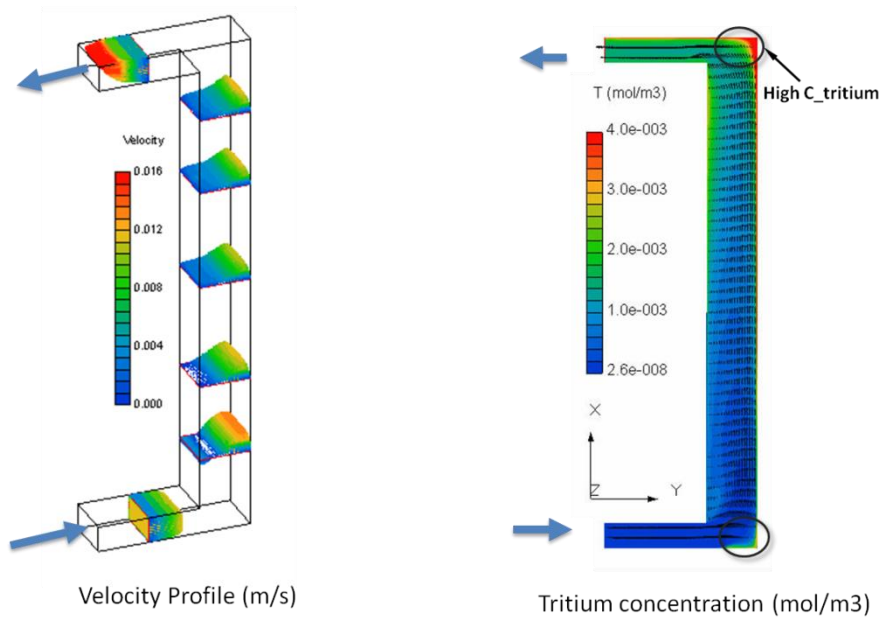 Velocity
0.016
0.012
0.008
0.004
0.000
Velocity Profile (m/s)
High C_tritium
T (mol/m3)
4.0e-003
3.0e-003
2.0e-003
1.0e-003
2.6e-008
X
Z
Y
Tritium concentration (mol/m3)